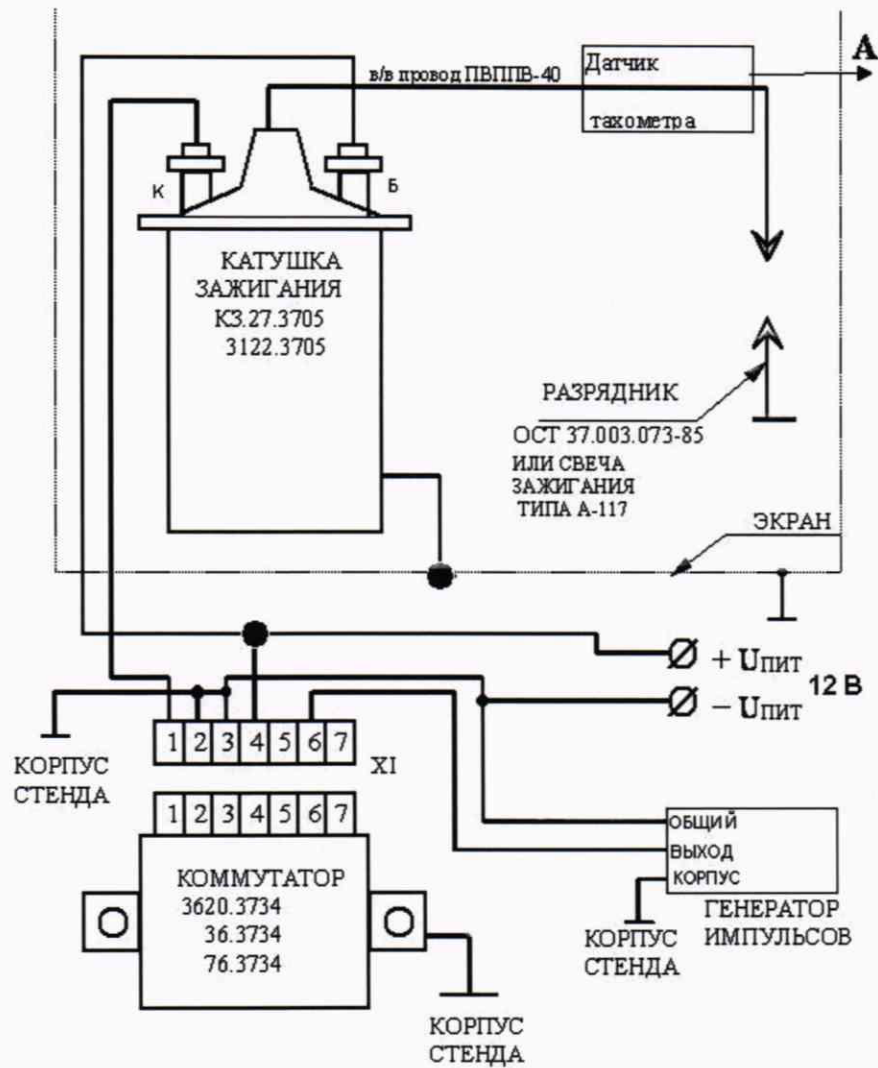 А
в/в провод ПВППВ-40
Датчик
тахометра
К
Б
КАТУШКА
ЗАЖИГАНИЯ
КЗ.27.3705
3122.3705
РАЗРЯДНИК
ОСТ 37.003.073-85
ИЛИ СВЕЧА
ЗАЖИГАНИЯ
ТИПА А-117
ЭКРАН
+ Uпит
12 В
– Uпит
1 2 3 4 5 6 7
XI
КОРПУС
СТЕНДА
1 2 3 4 5 6 7
КОММУТАТОР
3620.3734
36.3734
76.3734
ОБЩИЙ
ВЫХОД
КОРПУС
ГЕНЕРАТОР
ИМПУЛЬСОВ
КОРПУС
СТЕНДА
КОРПУС
СТЕНДА